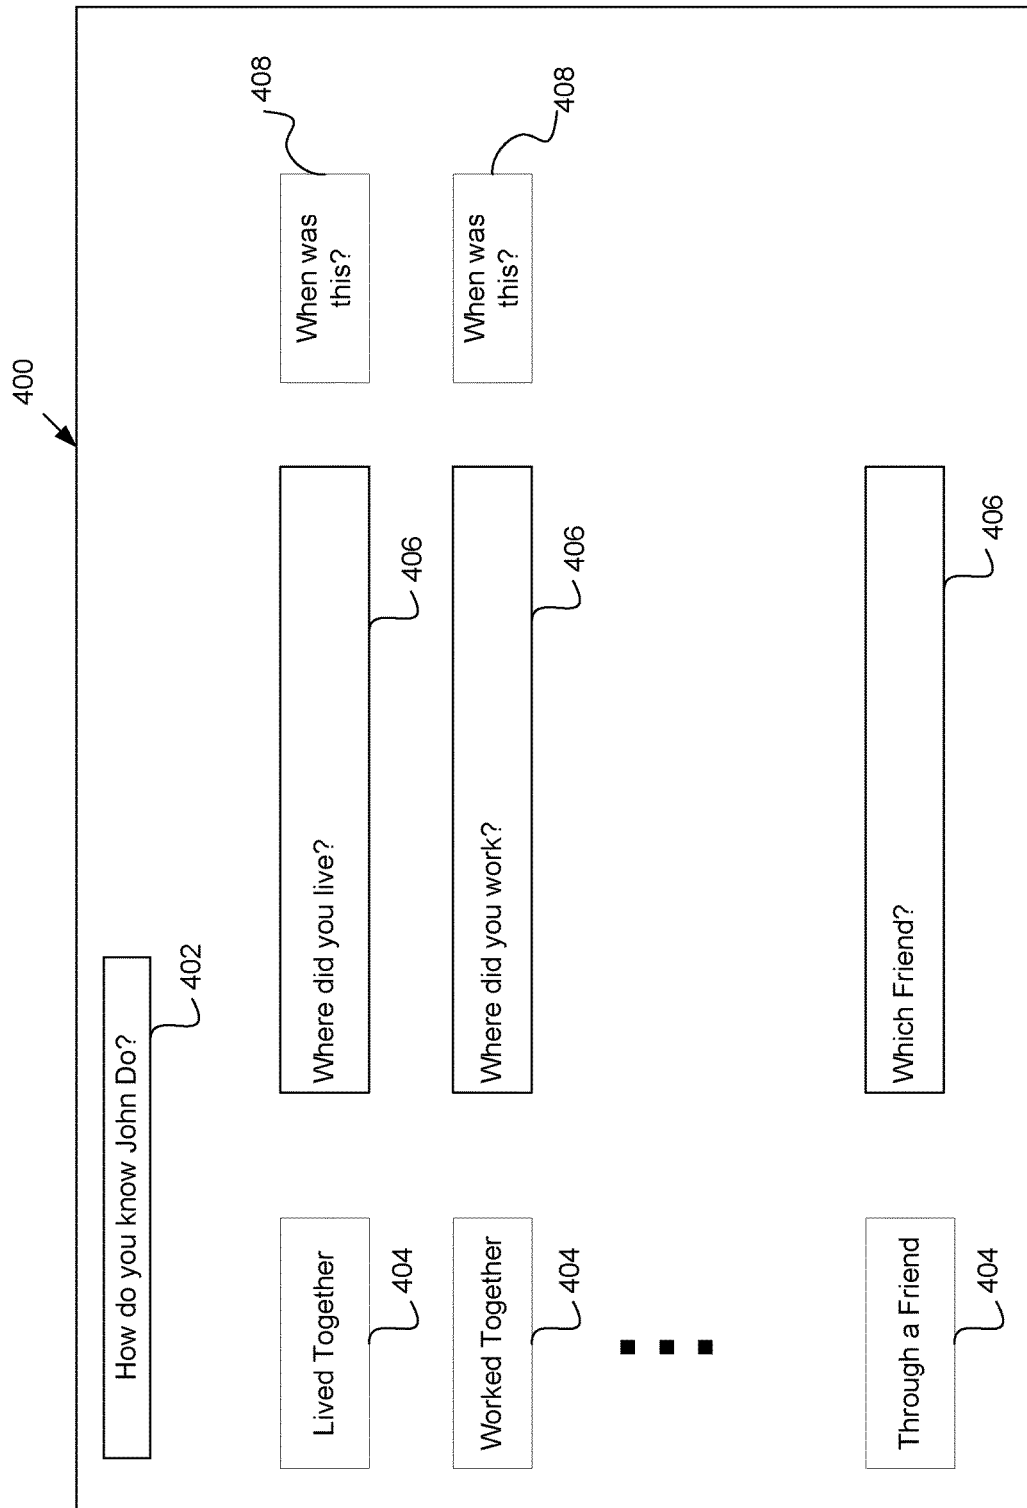 400
How do you know John Do?
402
Lived Together
404
Where did you live?
406
When was
this?
408
Worked Together
404
Where did you work?
406
When was
this?
408
Through a Friend
404
Which Friend?
406